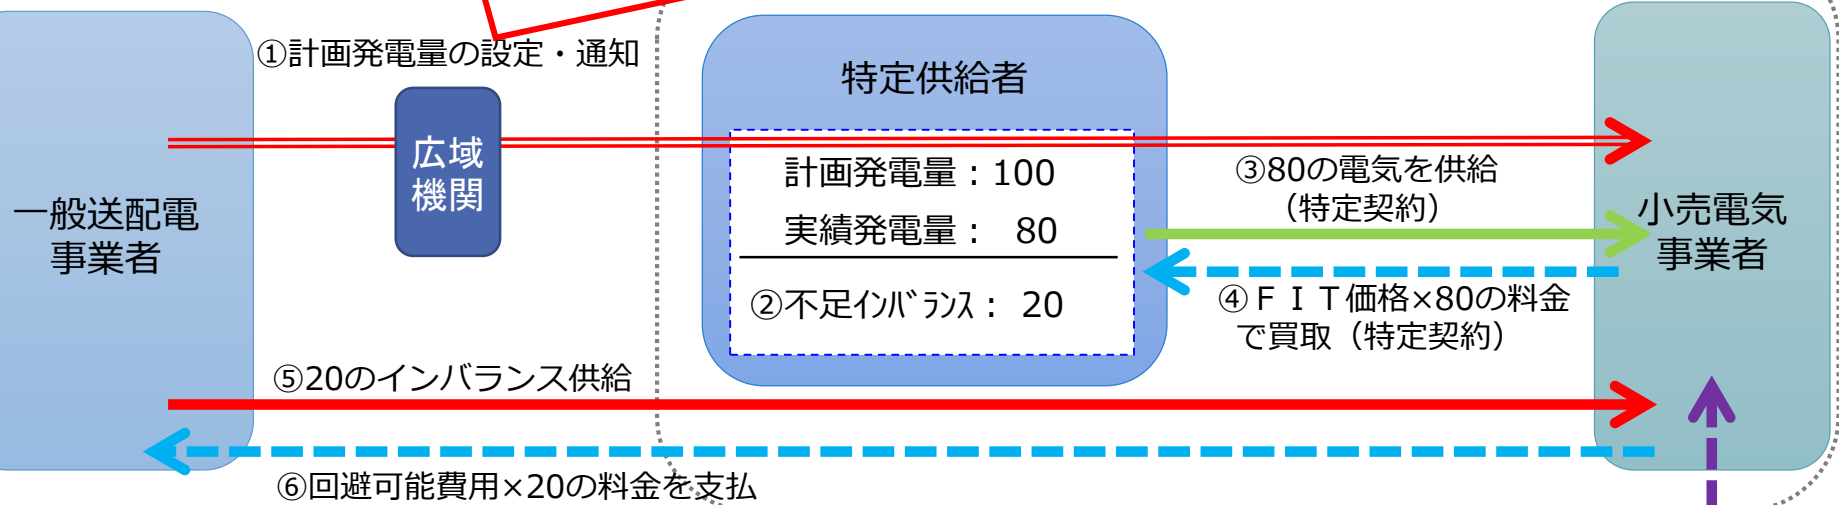 ①計画発電量の設定・通知
特定供給者
広域
機関
計画発電量：100
実績発電量： 80
②不足ｲﾝﾊﾞﾗﾝｽ： 20
③80の電気を供給
（特定契約）
④ＦＩＴ価格×80の料金
で買取（特定契約）
一般送配電
事業者
小売電気
事業者
⑤20のインバランス供給
⑥回避可能費用×20の料金を支払